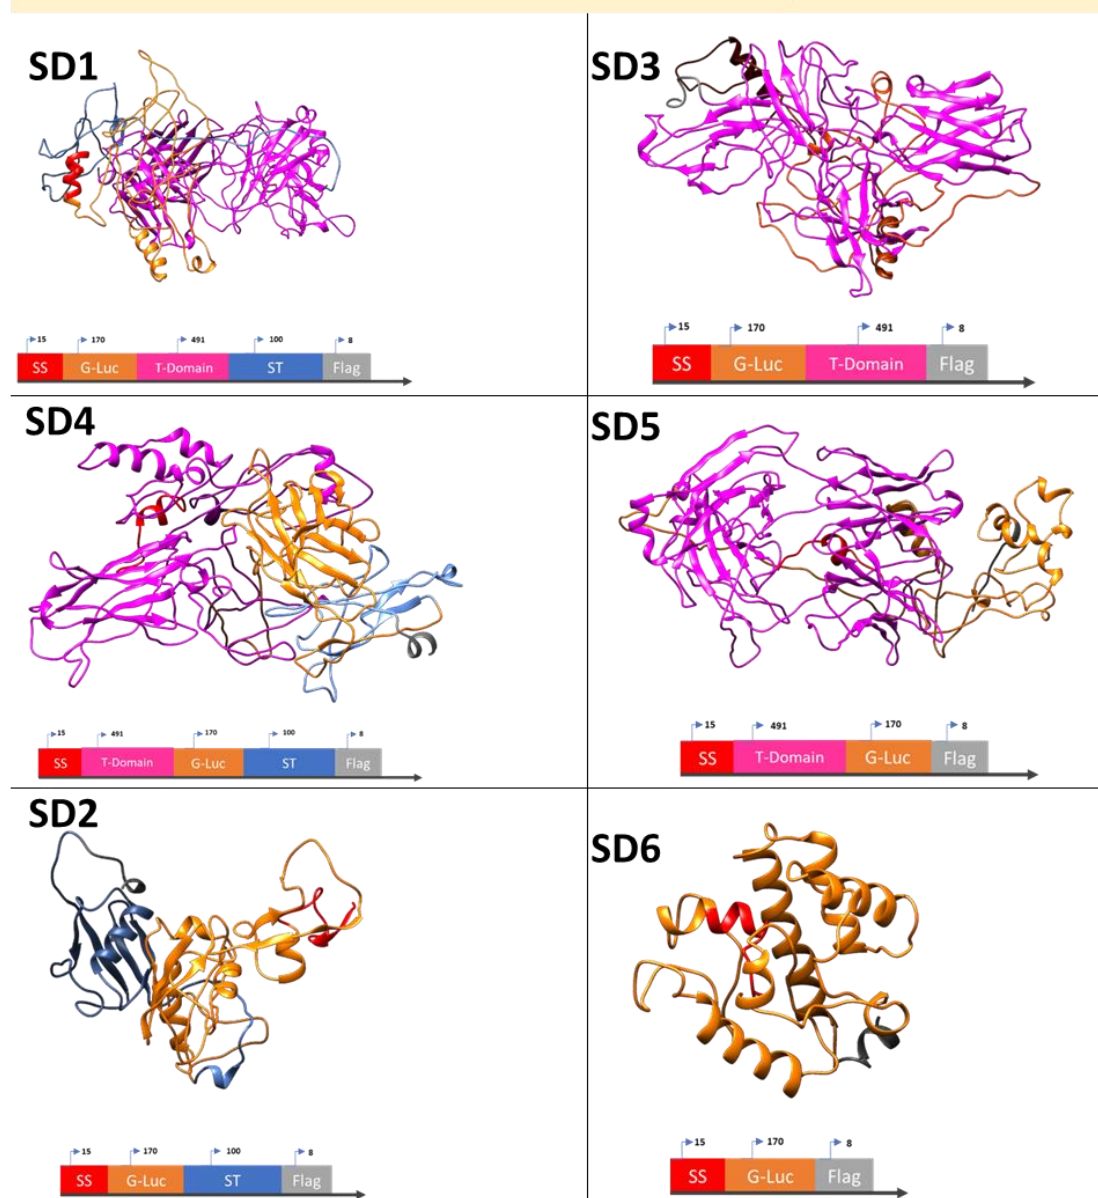 SD1
15 170 491 100 8
SS G-Luc T-Domain ST Flag
SD3
15 170 491 8
SS G-Luc T-Domain Flag
SD4
15 491 170 100 8
SS T-Domain G-Luc ST Flag
SD5
15 491 170 8
SS T-Domain G-Luc Flag
SD2
15 170 100 8
SS G-Luc ST Flag
SD6
15 170 8
SS G-Luc Flag